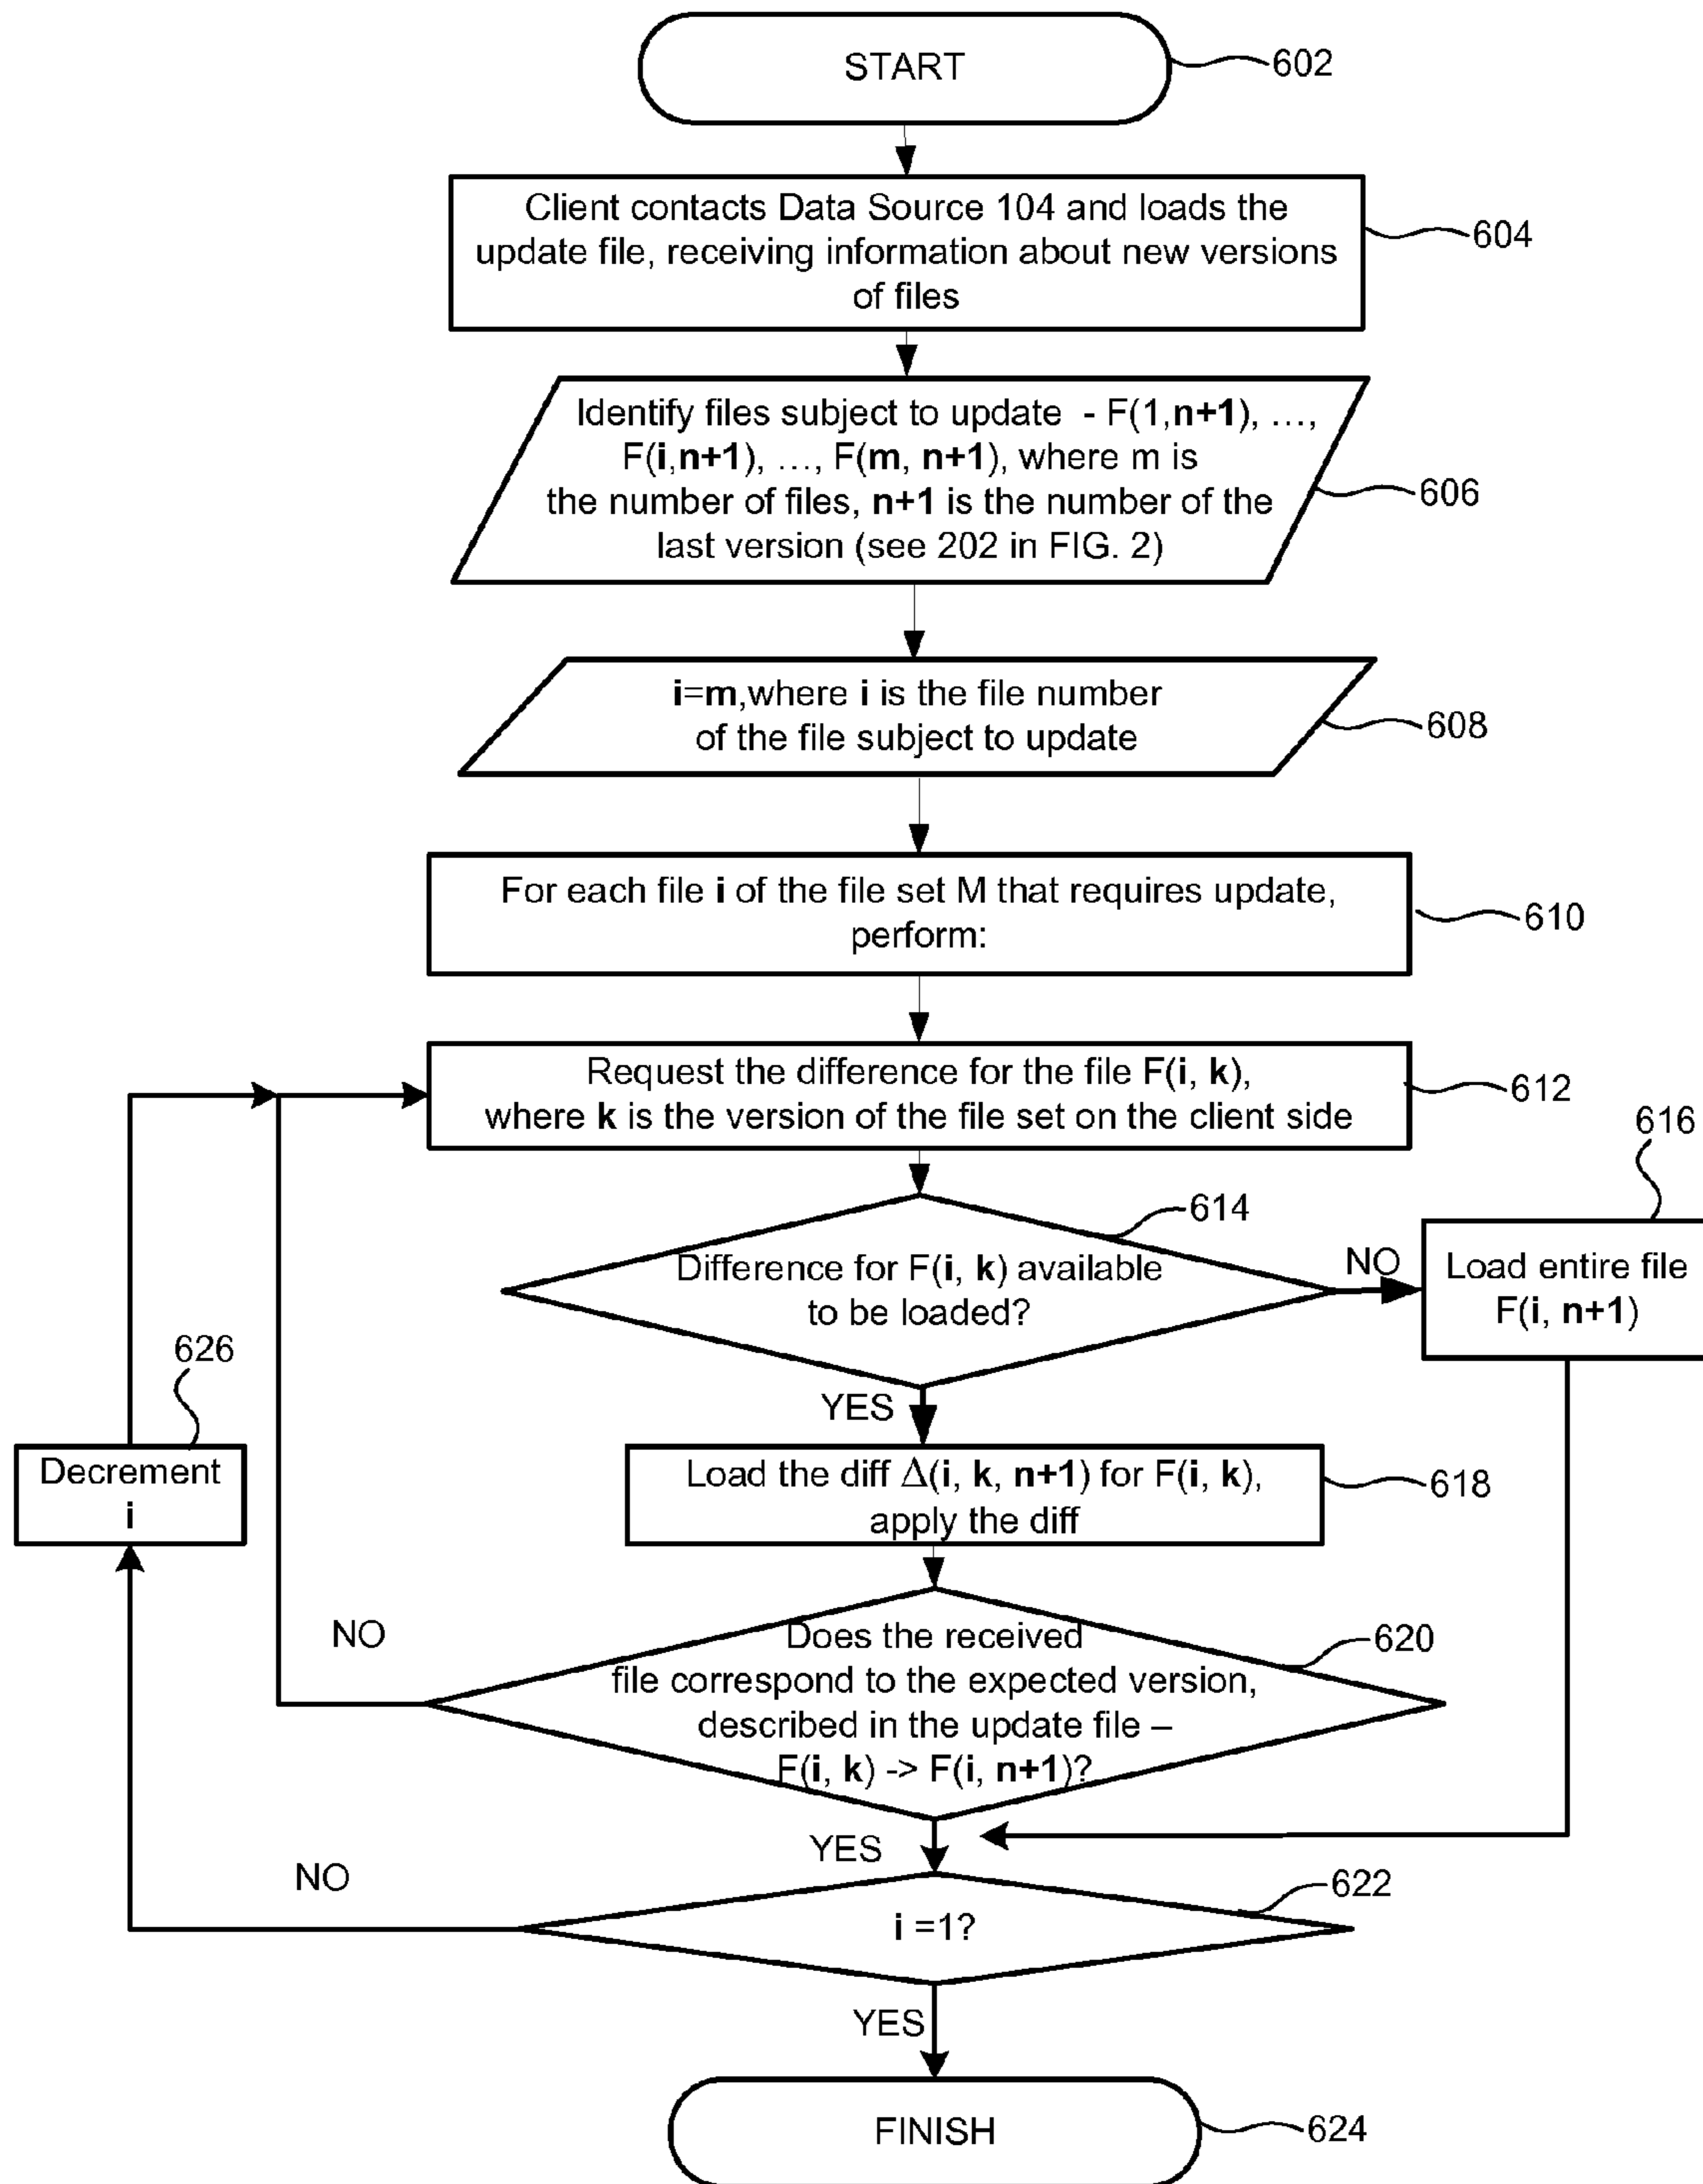 START
602
Client contacts Data Source 104 and loads the
update file, receiving information about new versions
of files
604
Identify files subject to update  - F(1,n+1), …,
F(i,n+1), …, F(m, n+1), where m is
the number of files, n+1 is the number of the
last version (see 202 in FIG. 2)
606
i=m,where i is the file number
of the file subject to update
608
For each file i of the file set M that requires update,
perform:
610
Request the difference for the file F(i, k),
where k is the version of the file set on the client side
612
616
614
Difference for F(i, k) available
to be loaded?
NO
Load entire file
F(i, n+1)
626
YES
Decrement
i
Load the diff Δ(i, k, n+1) for F(i, k),
apply the diff
618
NO
Does the received
file correspond to the expected version,
described in the update file –
F(i, k) -> F(i, n+1)?
620
YES
NO
622
i =1?
YES
FINISH
624